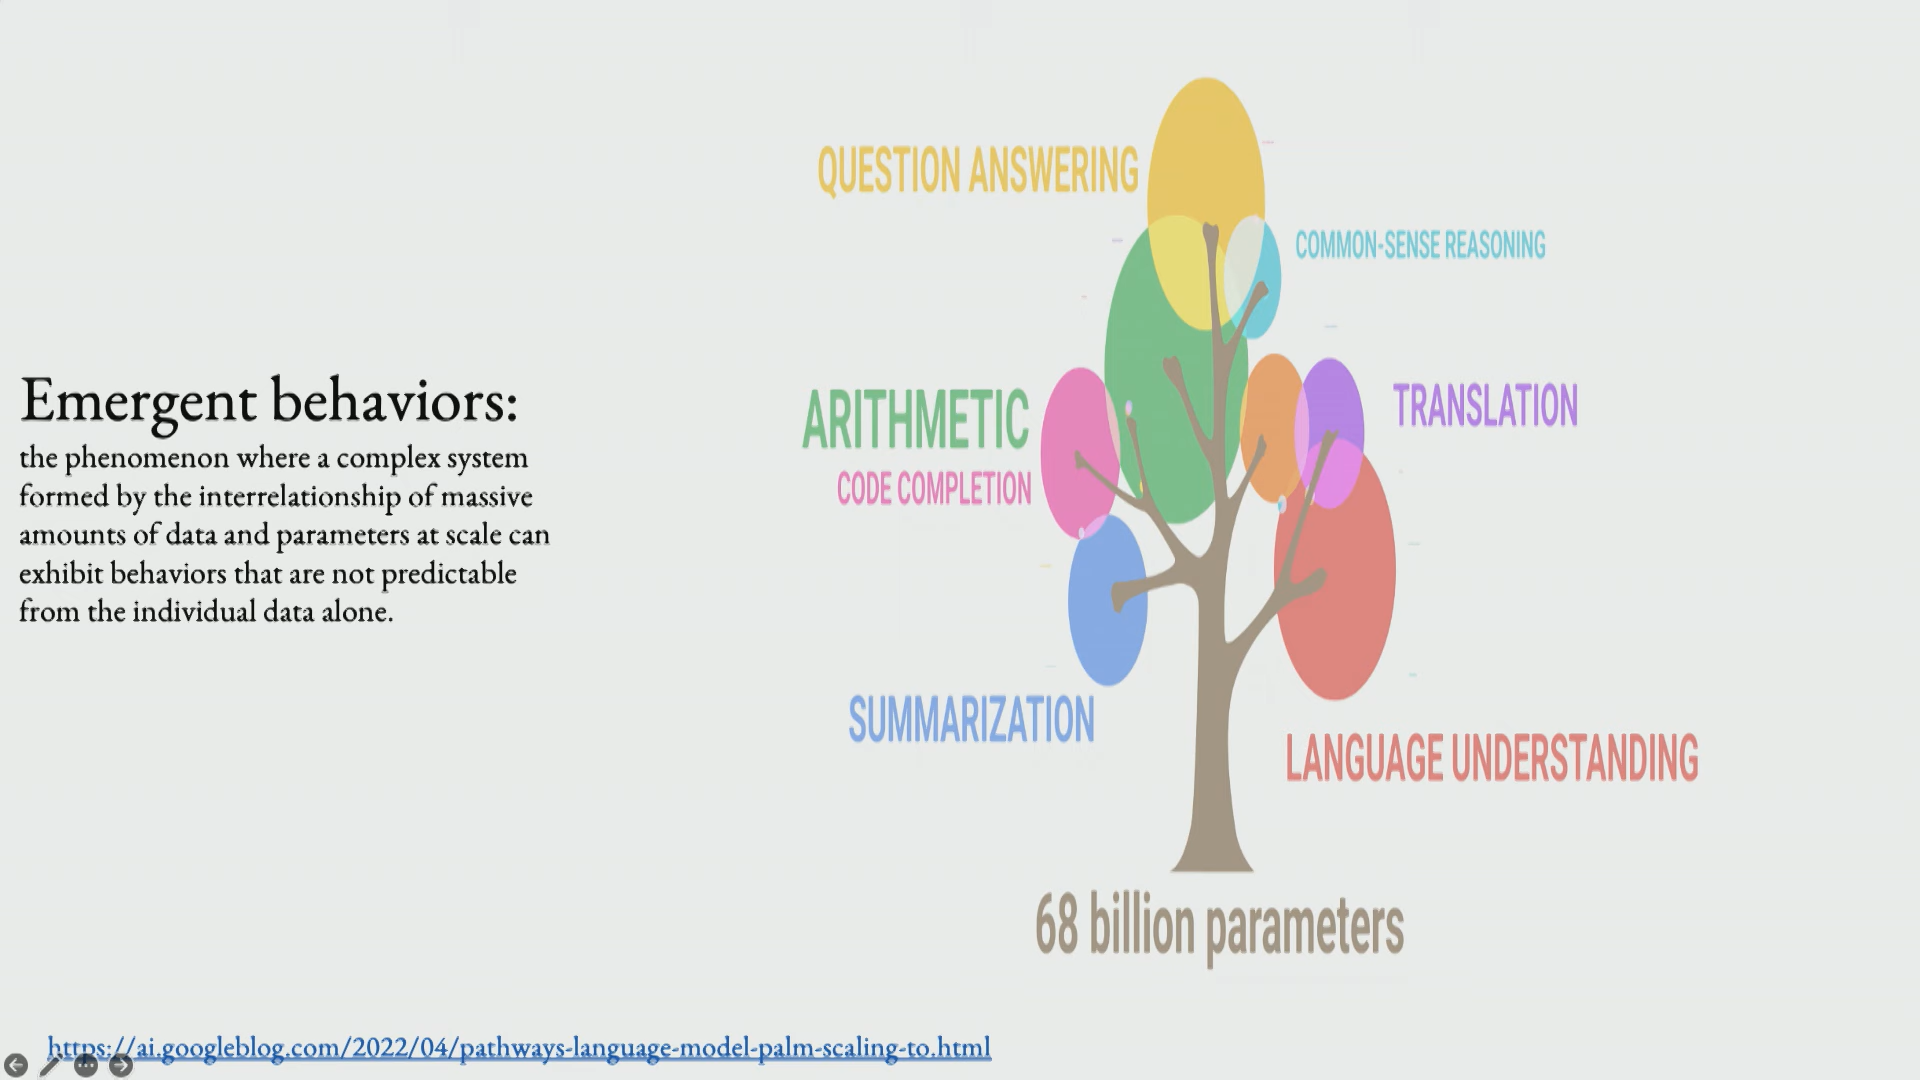 QUESTION ANSWERING
COMMON-SENSE REASONING
Emergent behaviors:
the phenomenon where a complex system
formed by the interrelationship of massive
amounts of data and parameters at scale can
exhibit behaviors that are not predictable
from the individual data alone.
ARITHMETIC
CODE COMPLETION
TRANSLATION
SUMMARIZATION
LANGUAGE UNDERSTANDING
68 billion parameters
https://ai.googleblog.com/2022/04/pathways-language-model-palm-scaling-to.html